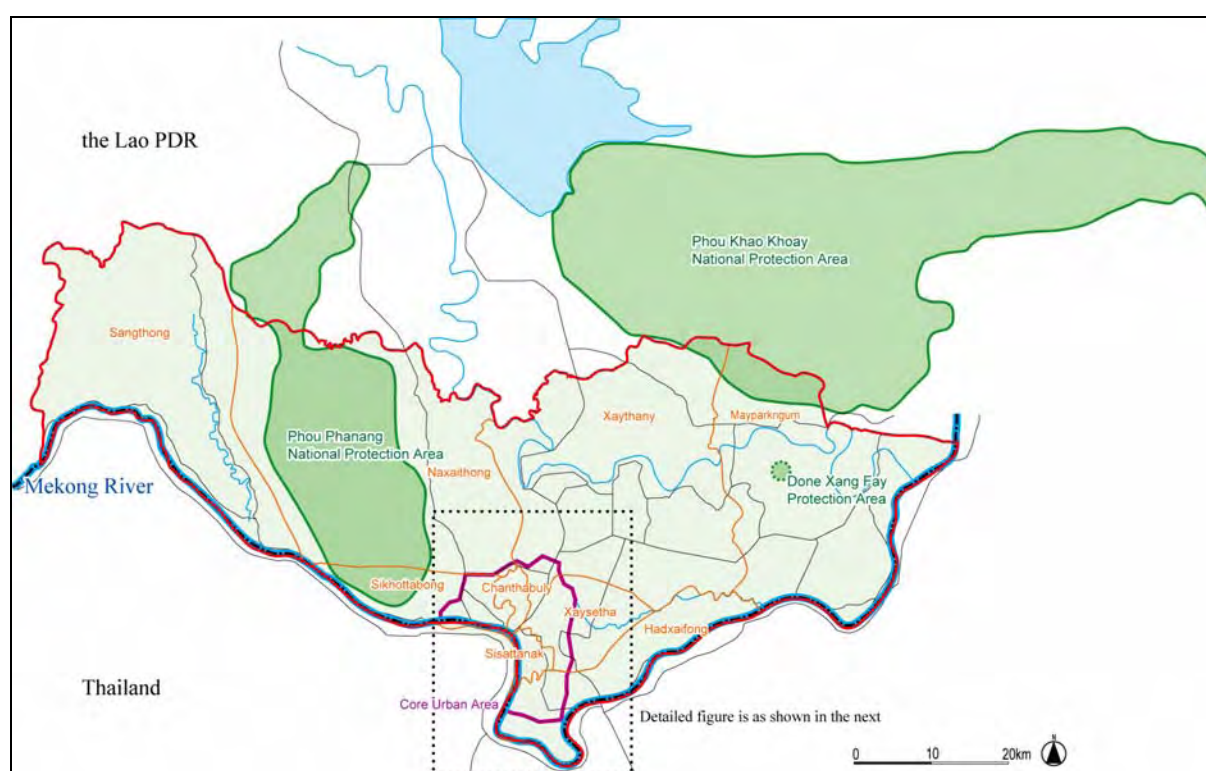 the Lao PDR
Phou Khao Khoay
National Protection Area
Sangthong
Xaythany
Mayparkngum
Phou Phanang
National Protection Area
Naxaithong
Mekong River
Done Xang Fay
Protection Area
Sikhottabong
Chanthabuly
Xaysetha
Hadxaifong
Sisattanak
Thailand
Core Urban Area
Detailed figure is as shown in the next
0 10 20km
N